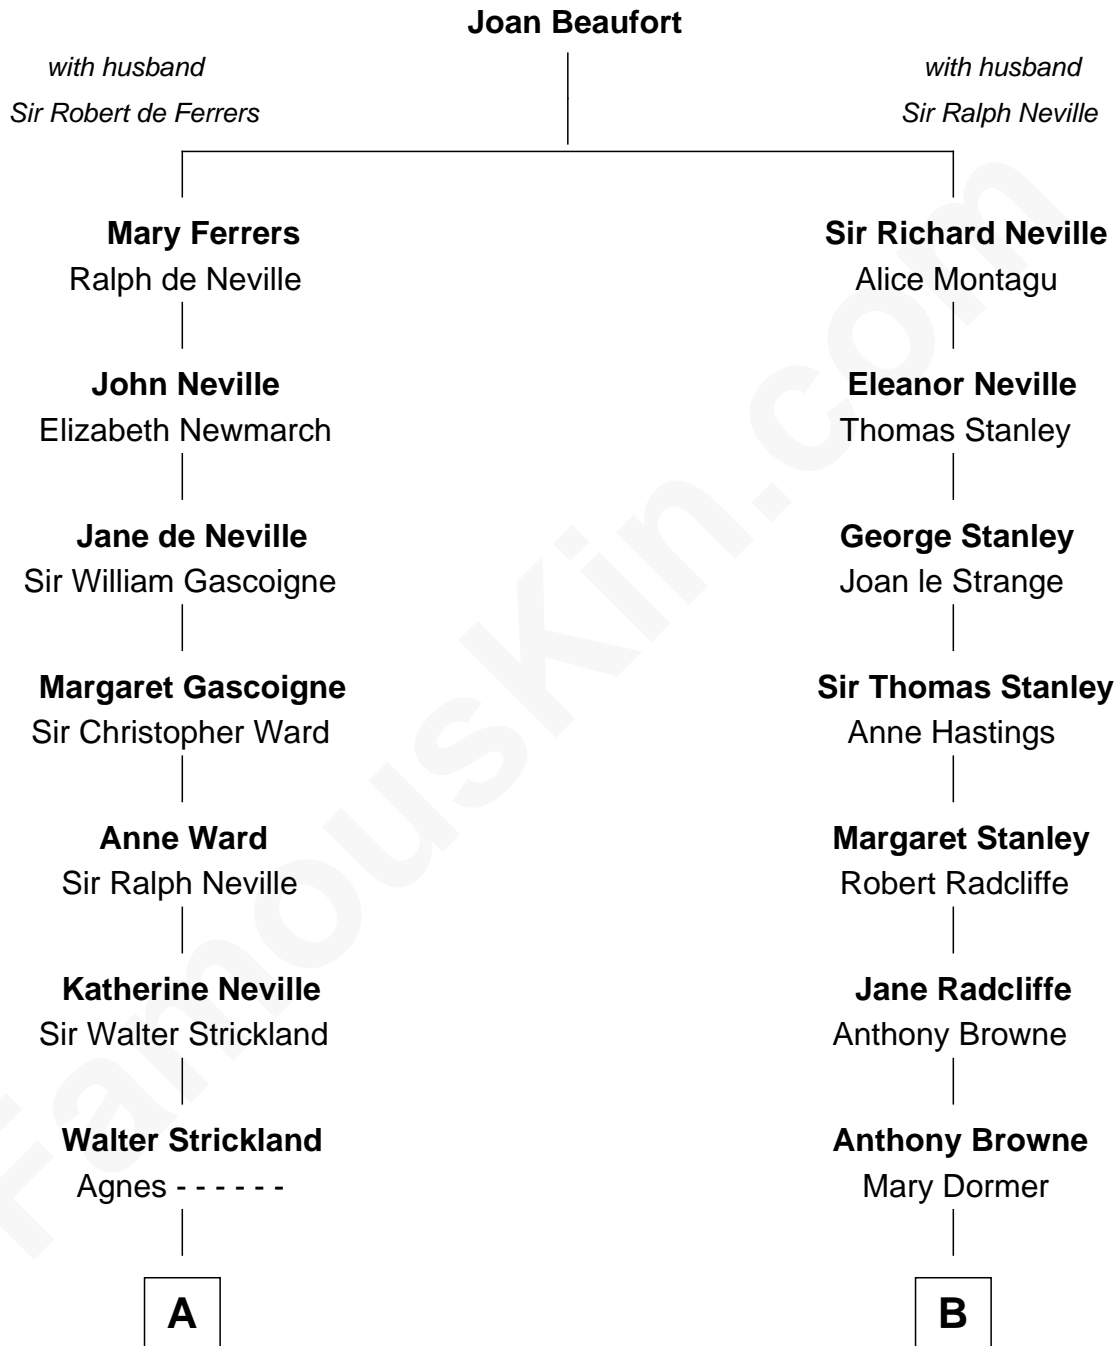 Joan Beaufort
with husband
Sir Robert de Ferrers
with husband
Sir Ralph Neville
Mary Ferrers
Ralph de Neville
Sir Richard Neville
Alice Montagu
John Neville
Elizabeth Newmarch
Eleanor Neville
Thomas Stanley
Jane de Neville
Sir William Gascoigne
George Stanley
Joan le Strange
Margaret Gascoigne
Sir Christopher Ward
Sir Thomas Stanley
Anne Hastings
Anne Ward
Sir Ralph Neville
Margaret Stanley
Robert Radcliffe
Katherine Neville
Sir Walter Strickland
Jane Radcliffe
Anthony Browne
Walter Strickland
Agnes - - - - - -
Anthony Browne
Mary Dormer
A
B
FamousKin.com